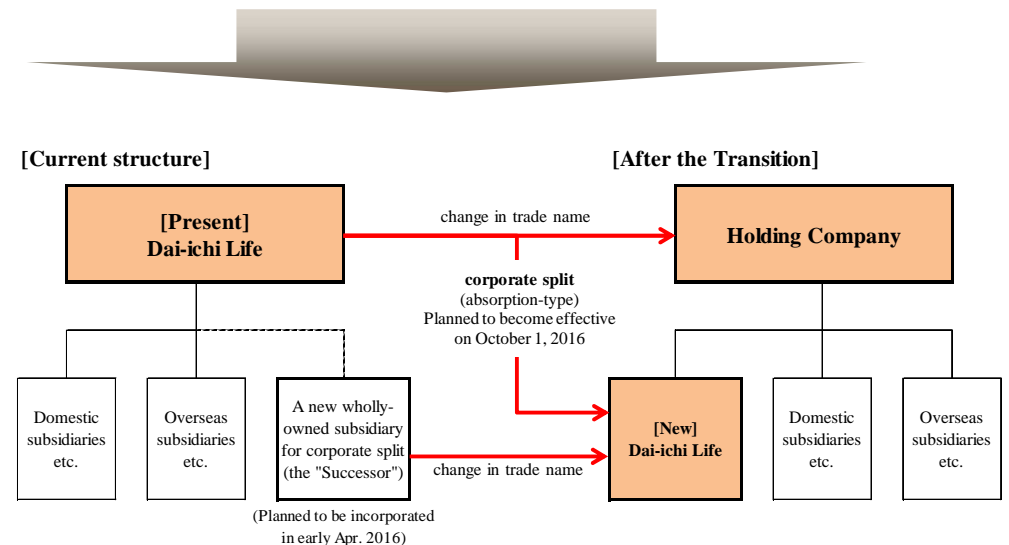 [Current structure]
[After the Transition]
[Present]
Dai-ichi Life
change in trade name
Holding Company
corporate split
(absorption-type)
Planned to become effective
on October 1, 2016
Domestic
subsidiaries
etc.
Overseas
subsidiaries
etc.
A new wholly-
owned subsidiary
for corporate split
(the "Successor")
change in trade name
[New]
Dai-ichi Life
Domestic
subsidiaries
etc.
Overseas
subsidiaries
etc.
(Planned to be incorporated
in early Apr. 2016)